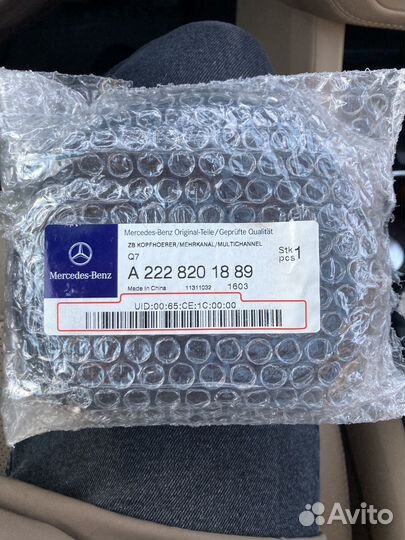 Mercedes-Benz Original-Teile/Geprüfte Qualität
ZB KOPFHOERER/MEHRKANAL/MULTICHANNEL
Stk
pcs 1
Q7
A 222 820 18 89
Made in China 11311032 1603
Mercedes-Benz
UID:00:65:CE:1C:00:00
Avito